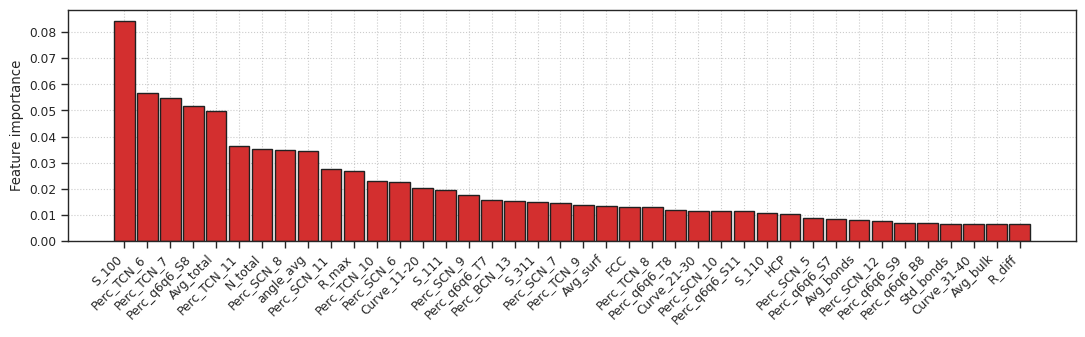 Feature importance
0.08
0.07
0.06
0.05
0.04
0.03
0.02
0.01
0.00
S_100
Perc_TCN_6
Perc_TCN_7
Perc_q6q6_S8
Avg_total
Perc_TCN_11
N_total
Perc_SCN_8
angle_avg
Perc_SCN_11
R_max
Perc_TCN_10
Perc_SCN_6
Curve_11-20
S_111
Perc_SCN_9
Perc_q6q6_T7
Perc_BCN_13
S_311
Perc_SCN_7
Perc_TCN_9
Avg_surf
FCC
Perc_TCN_8
Perc_q6q6_T8
Curve_21-30
Perc_SCN_10
Perc_q6q6_S11
S_110
HCP
Perc_SCN_5
Perc_q6q6_S7
Avg_bonds
Perc_SCN_12
Perc_q6q6_S9
Perc_q6q6_B8
Std_bonds
Curve_31-40
Avg_bulk
R_diff